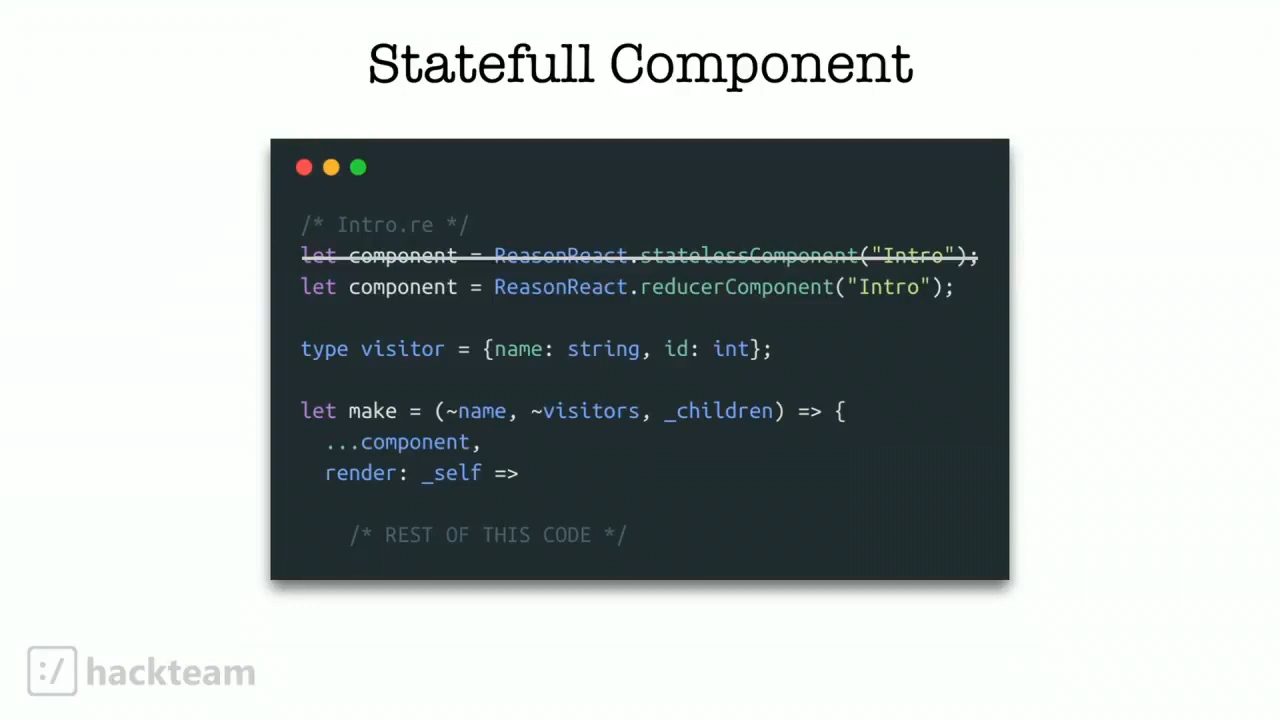 Statefull Component
/* Intro.re */
let component = ReasonReact.statelessComponent("Intro");
let component = ReasonReact.reducerComponent("Intro");
type visitor = {name: string, id: int};
let make = (~name, ~visitors, _children) => {
...component,
render: _self =>
/* REST OF THIS CODE */
:/ hackteam